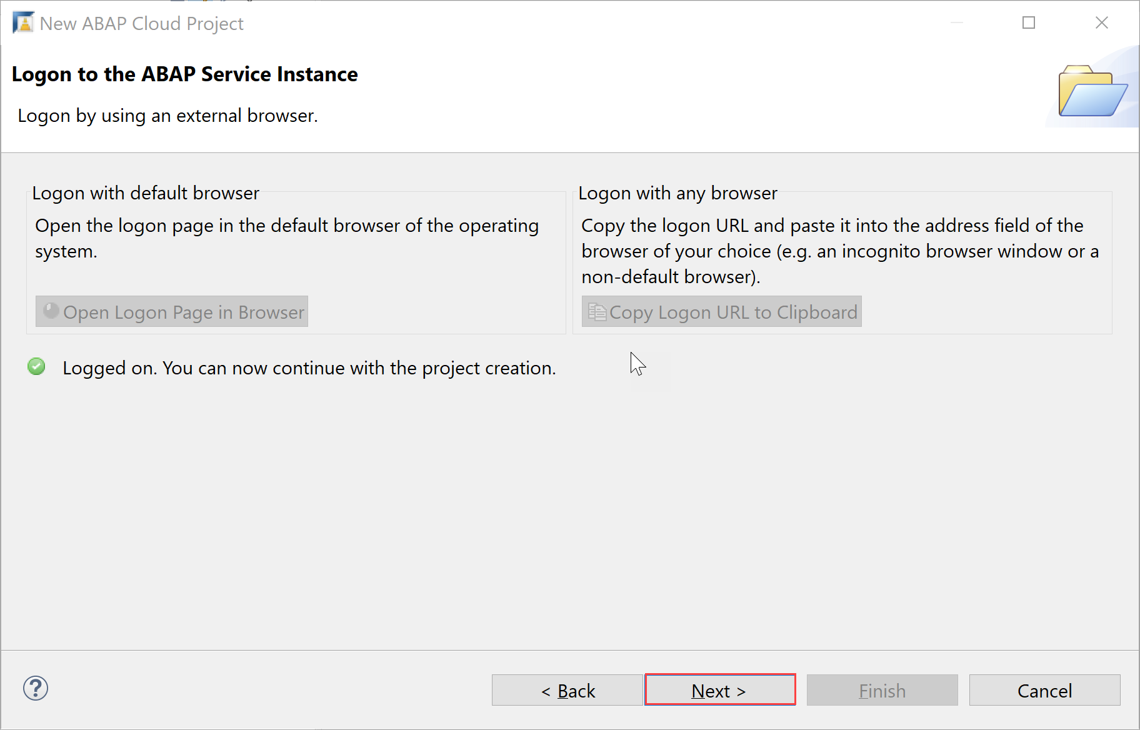 New ABAP Cloud Project
Logon to the ABAP Service Instance
Logon by using an external browser.
Logon with default browser
Open the logon page in the default browser of the operating
system.
Open Logon Page in Browser
Logon with any browser
Copy the logon URL and paste it into the address field of the
browser of your choice (e.g. an incognito browser window or a
non-default browser).
Copy Logon URL to Clipboard
Logged on. You can now continue with the project creation.
?
< Back
Next >
Finish
Cancel